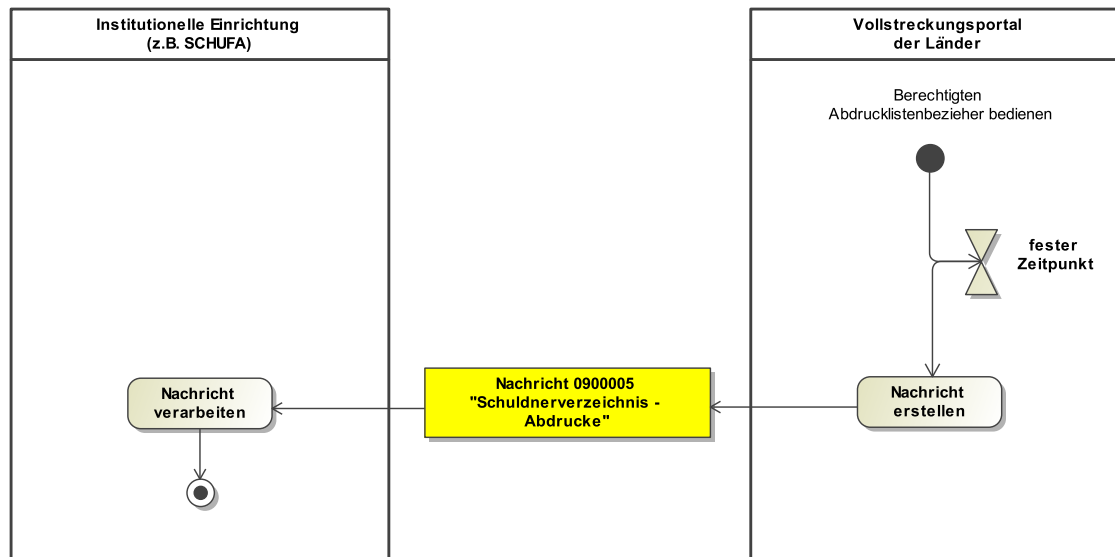 Institutionelle Einrichtung
(z.B. SCHUFA)
Vollstreckungsportal
der Länder
Berechtigten
Abdrucklistenbezieher bedienen
fester
Zeitpunkt
Nachricht
erstellen
Nachricht 0900005
"Schuldnerverzeichnis -
Abdrucke"
Nachricht
verarbeiten